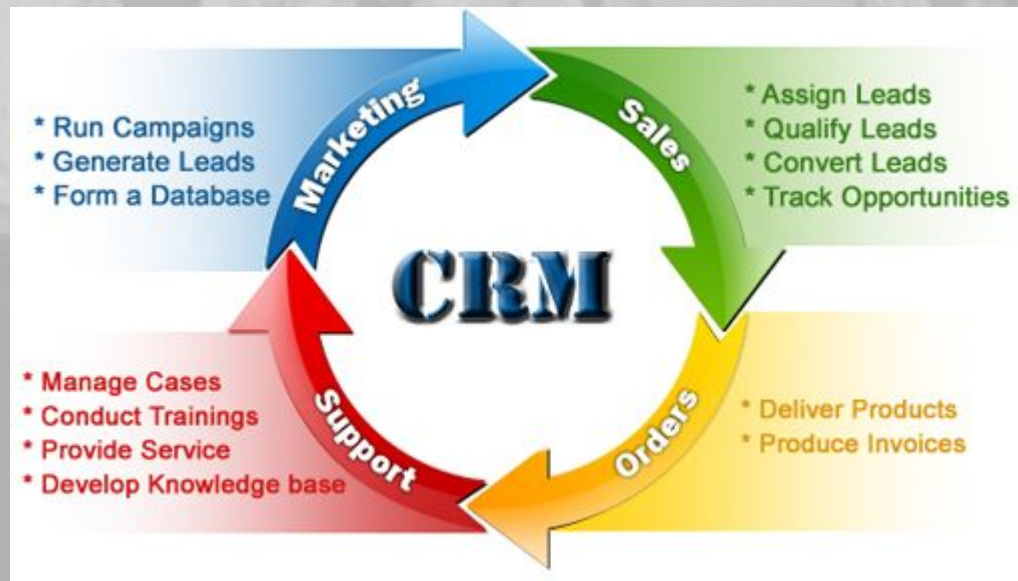 Marketing
* Run Campaigns
* Generate Leads
* Form a Database
Sales
* Assign Leads
* Qualify Leads
* Convert Leads
* Track Opportunities
CRM
Support
* Manage Cases
* Conduct Trainings
* Provide Service
* Develop Knowledge base
Orders
* Deliver Products
* Produce Invoices